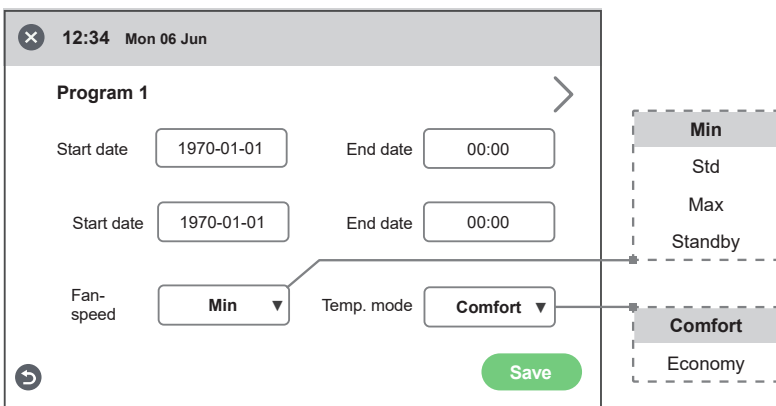 12:34 Mon 06 Jun
Program 1
Start date 1970-01-01 End date 00:00
Start date 1970-01-01 End date 00:00
Fan-
speed Min ▼ Temp. mode Comfort ▼
Save
Min
Std
Max
Standby
Comfort
Economy